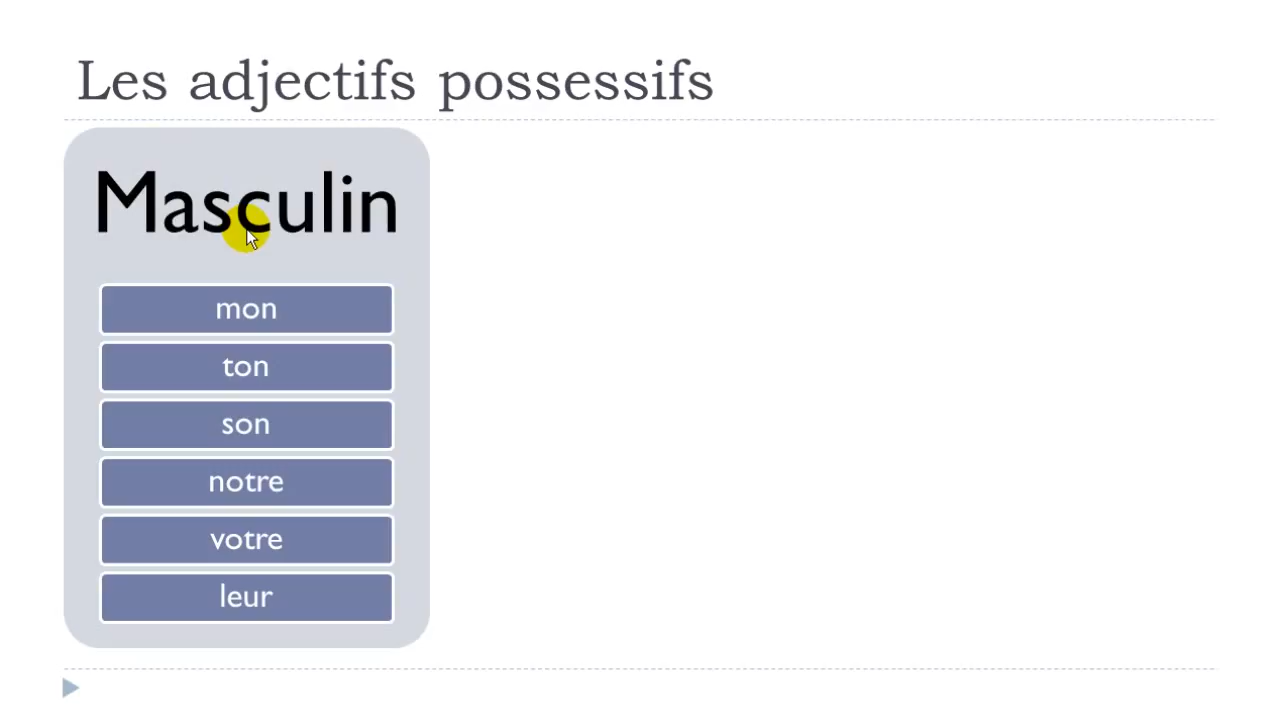 Les adjectifs possessifs
Masculin
mon
ton
son
notre
votre
leur